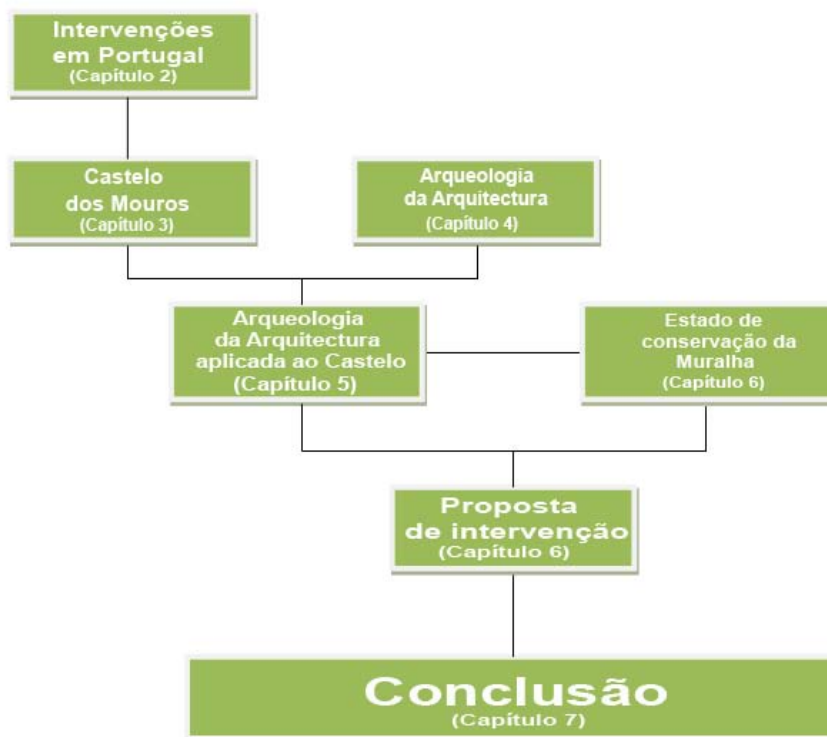 Intervenções
em Portugal
(Capítulo 2)
Castelo
dos Mouros
(Capítulo 3)
Arqueologia
da Arquitectura
(Capítulo 4)
Arqueologia
da Arquitectura
aplicada ao Castelo
(Capítulo 5)
Estado de
conservação da
Muralha
(Capítulo 6)
Proposta
de intervenção
(Capítulo 6)
Conclusão
(Capítulo 7)